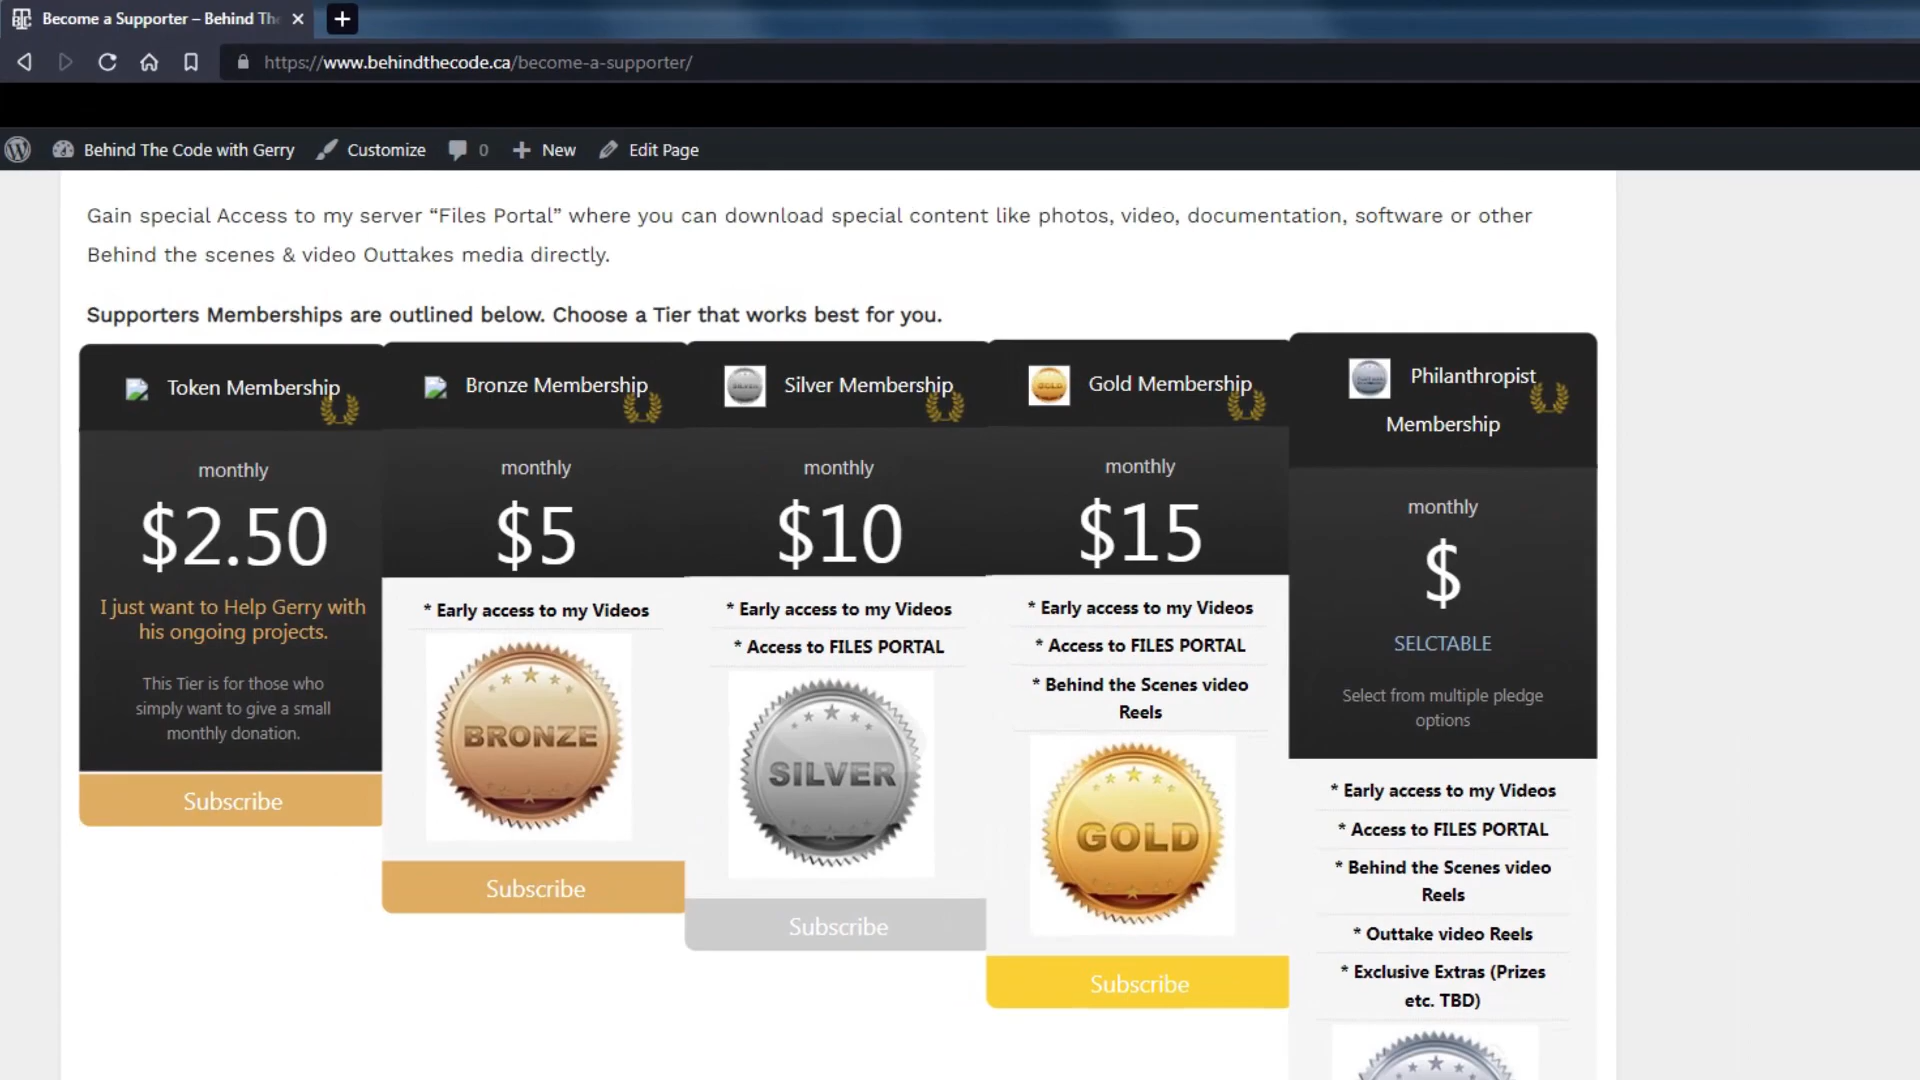 Become a Supporter – Behind Th
https://www.behindthecode.ca/become-a-supporter/
Behind The Code with Gerry
Customize
0
New
Edit Page
Gain special Access to my server “Files Portal” where you can download special content like photos, video, documentation, software or other
Behind the scenes & video Outtakes media directly.
Supporters Memberships are outlined below. Choose a Tier that works best for you.
Token Membership
monthly
$2.50
I just want to Help Gerry with
his ongoing projects.
This Tier is for those who
simply want to give a small
monthly donation.
Subscribe
Bronze Membership
monthly
$5
* Early access to my Videos
BRONZE
Subscribe
SILVER
Silver Membership
monthly
$10
* Early access to my Videos
* Access to FILES PORTAL
SILVER
Subscribe
GOLD
Gold Membership
monthly
$15
* Early access to my Videos
* Access to FILES PORTAL
* Behind the Scenes video
Reels
GOLD
Subscribe
Philanthropist
Membership
monthly
$
SELCTABLE
Select from multiple pledge
options
* Early access to my Videos
* Access to FILES PORTAL
* Behind the Scenes video
Reels
* Outtake video Reels
* Exclusive Extras (Prizes
etc. TBD)